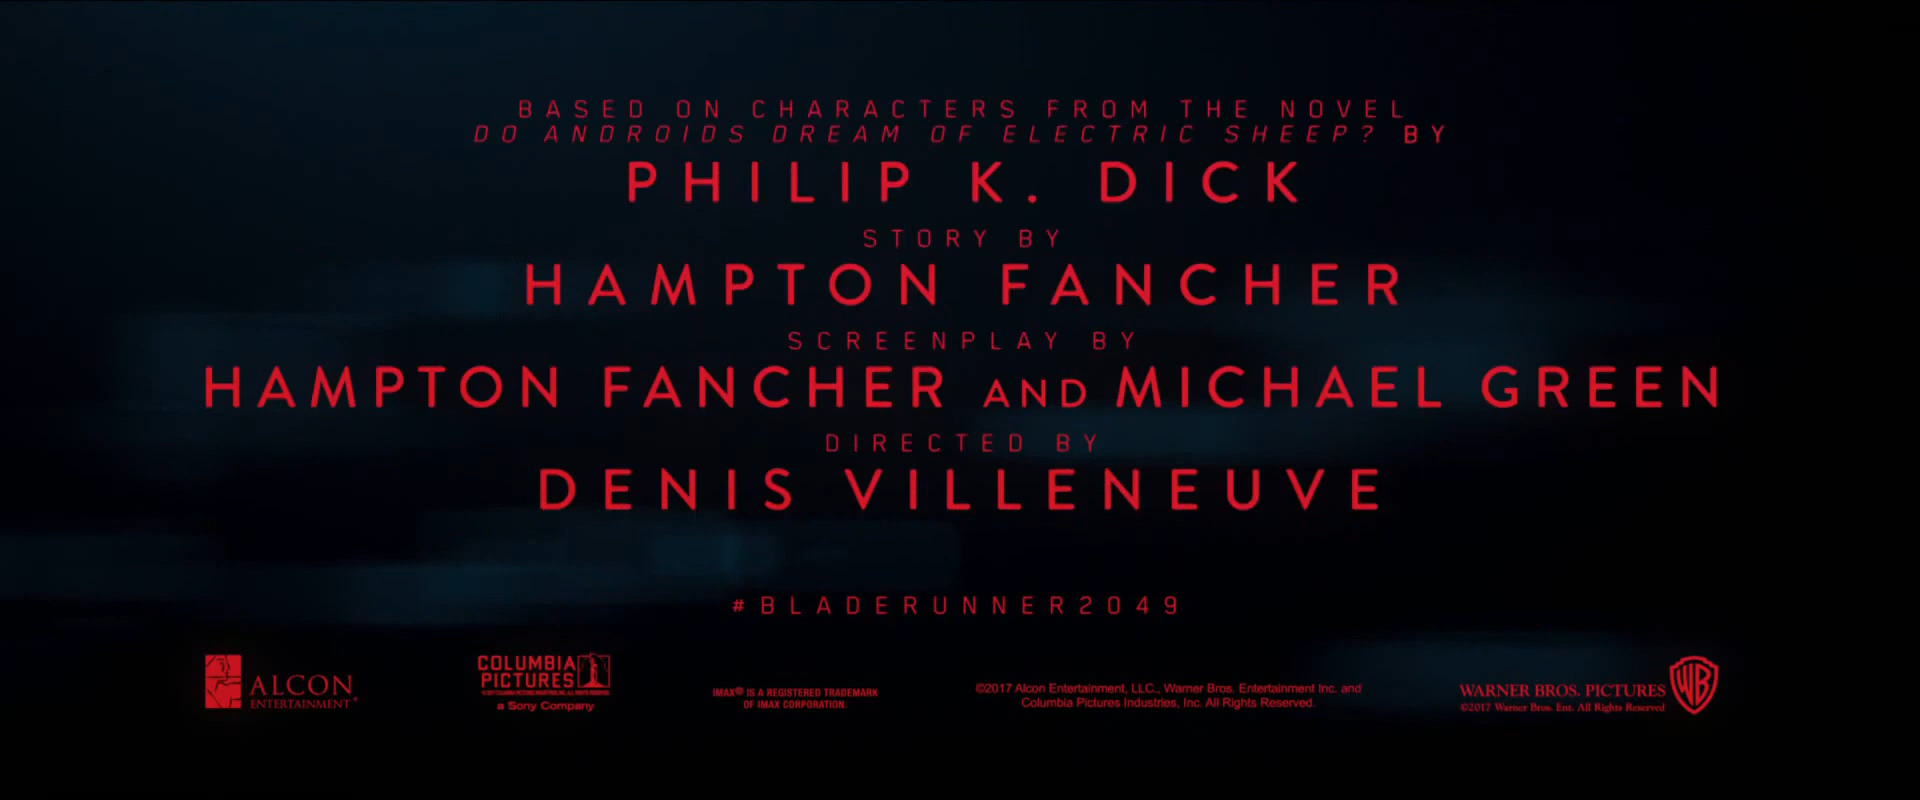 BASED ON CHARACTERS FROM THE NOVEL
DO ANDROIDS DREAM OF ELECTRIC SHEEP? BY
PHILIP K. DICK
STORY BY
HAMPTON FANCHER
SCREENPLAY BY
HAMPTON FANCHER AND MICHAEL GREEN
DIRECTED BY
DENIS VILLENEUVE
#BLADERUNNER2049
ALCON
ENTERTAINMENT®
COLUMBIA
PICTURES
a Sony Company
IMAX® IS A REGISTERED TRADEMARK
OF IMAX CORPORATION.
©2017 Alcon Entertainment, LLC., Warner Bros. Entertainment Inc. and
Columbia Pictures Industries, Inc. All Rights Reserved.
WARNER BROS. PICTURES
©2017 Warner Bros. Ent. All Rights Reserved
WB